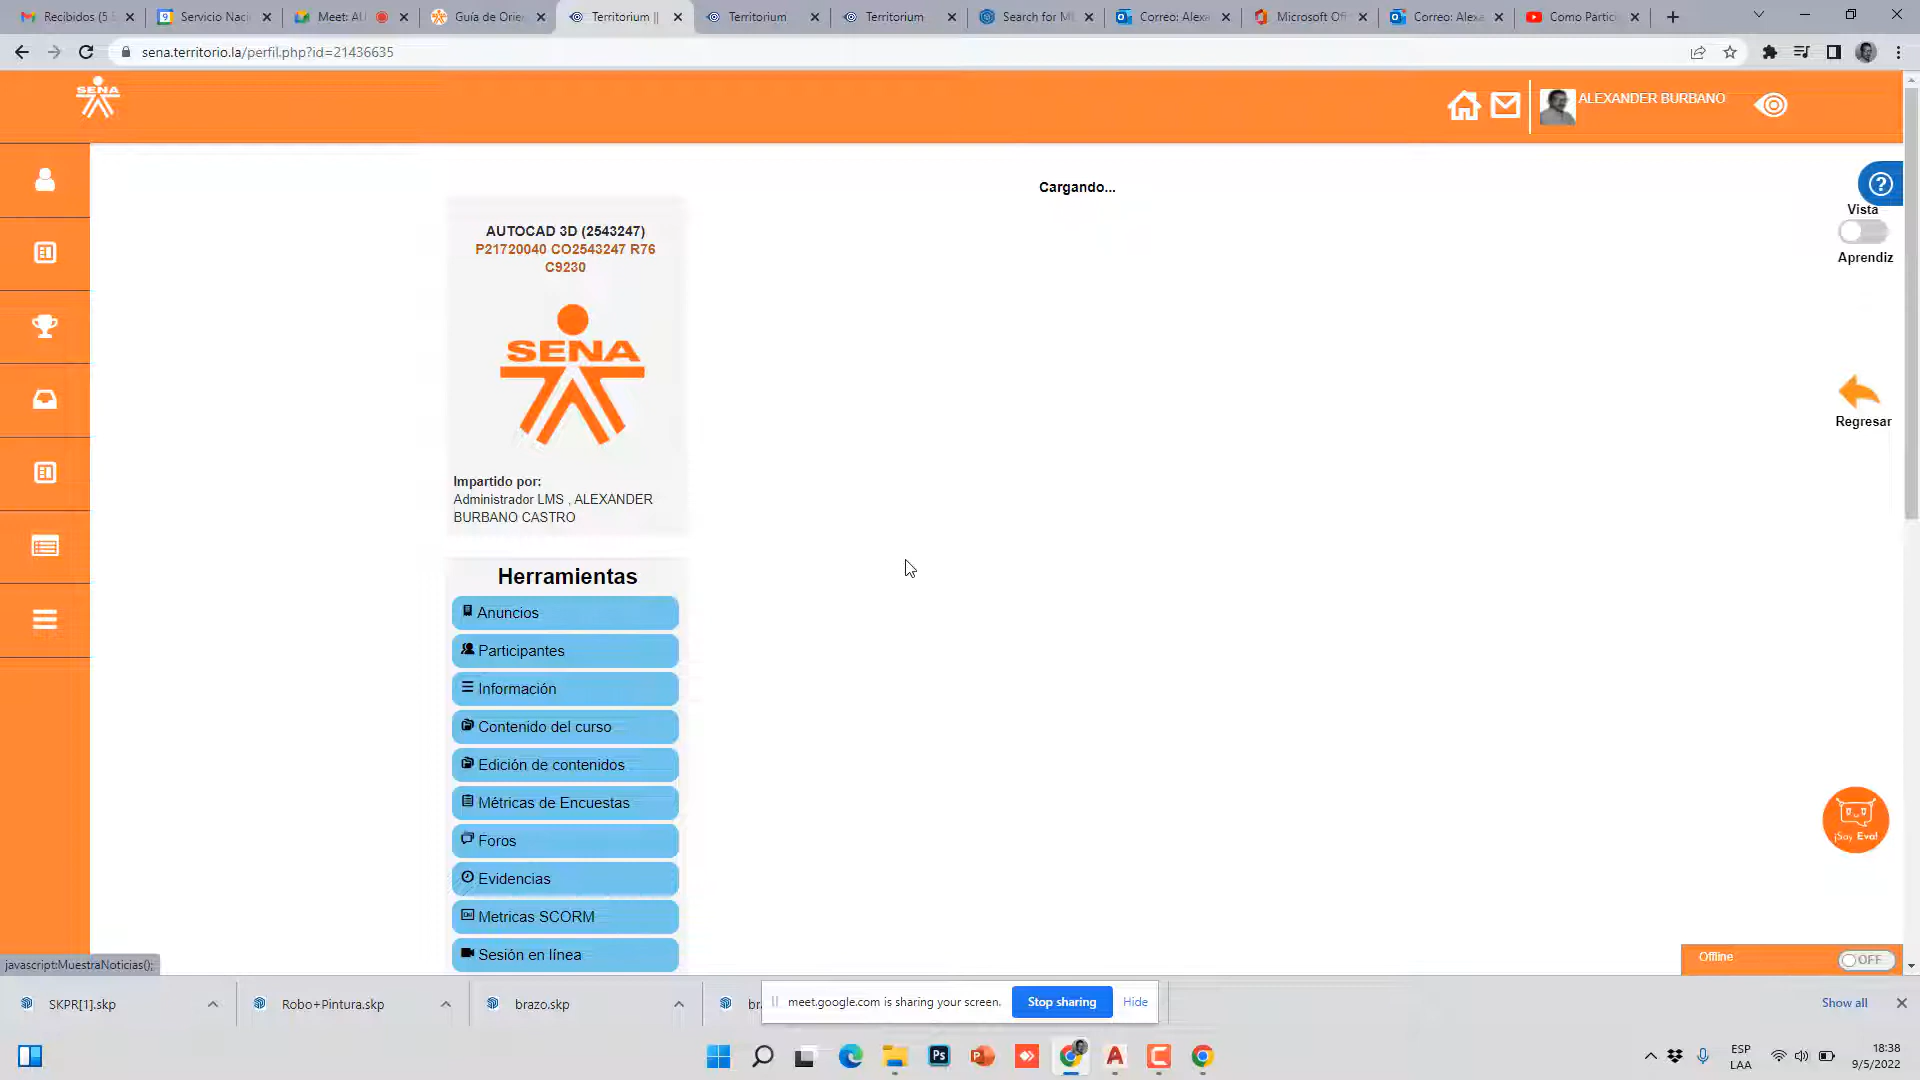 Recibidos (5
Servicio Naci
Meet: Al
Guía de Orie
Territorium ||
Territorium
Territorium
Search for M
Correo: Alexa
Microsoft Off
Correo: Alexa
Como Partici
sena.territorio.la/perfil.php?id=21436635
SENA
ALEXANDER BURBANO
Cargando...
Vista
Aprendiz
Regresar
AUTOCAD 3D (2543247)
P21720040 CO2543247 R76
C9230
SENA
Impartido por:
Administrador LMS , ALEXANDER
BURBANO CASTRO
Herramientas
Anuncios
Participantes
Información
Contenido del curso
Edición de contenidos
Métricas de Encuestas
Foros
Evidencias
Metricas SCORM
Sesión en línea
¡Soy Eva!
Offline
OFF
javascript:MuestraNoticias();
SKPR[1].skp
Robo+Pintura.skp
brazo.skp
meet.google.com is sharing your screen.
Stop sharing
Hide
Show all
ESP
LAA
18:38
9/5/2022